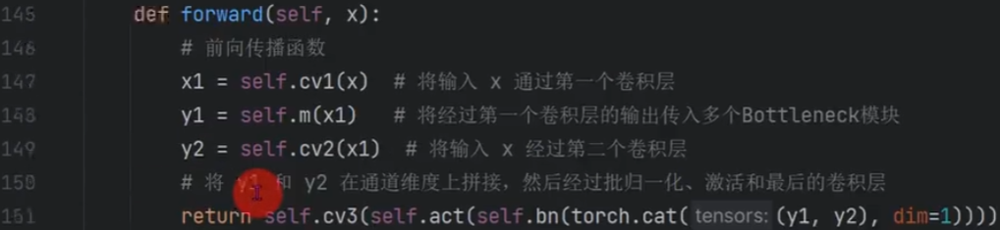 145 def forward(self, x):
146 # 前向传播函数
147 x1 = self.cv1(x) # 将输入 x 通过第一个卷积层
148 y1 = self.m(x1) # 将经过第一个卷积层的输出传入多个Bottleneck模块
149 y2 = self.cv2(x1) # 将输入 x 经过第二个卷积层
150 # 将 y1 和 y2 在通道维度上拼接，然后经过批归一化、激活和最后的卷积层
151 return self.cv3(self.act(self.bn(torch.cat( tensors: (y1, y2), dim=1))))